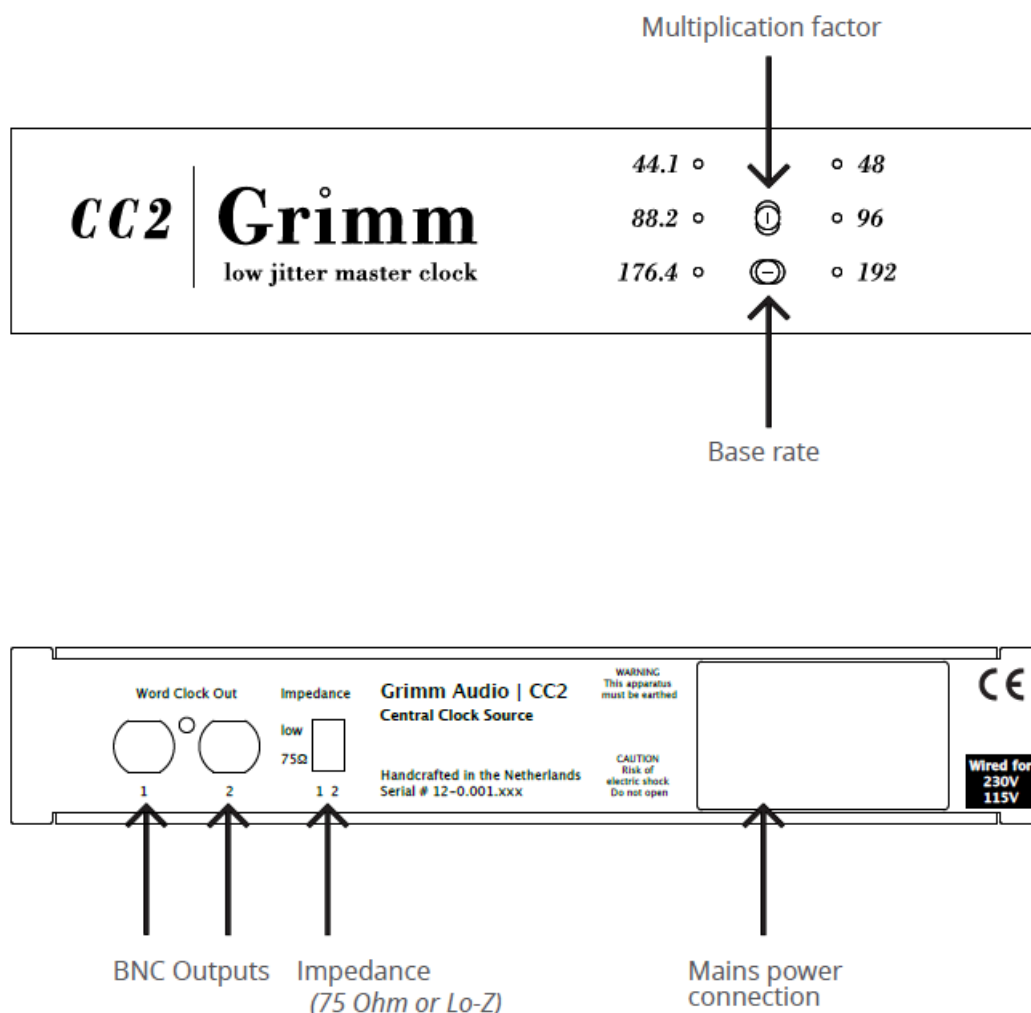 Multiplication factor
44.1 48
CC2 Grimm 88.2 96
low jitter master clock 176.4 192
Base rate
WARNING
This apparatus
must be earthed
Word Clock Out Impedance Grimm Audio | CC2 CE
Central Clock Source
low
75Ω
CAUTION
Risk of
electric shock
Do not open
Wired for
230V
115V
Handcrafted in the Netherlands
1 2 1 2 Serial # 12-0.001.xxx
BNC Outputs Impedance
(75 Ohm or Lo-Z)
Mains power
connection